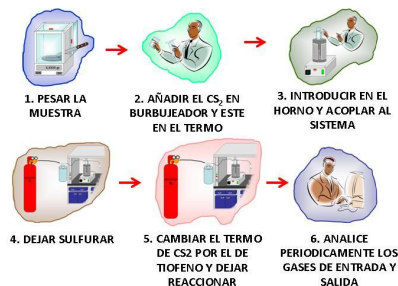 1. PESAR LA
MUESTRA
2. AÑADIR EL CS₂ EN
BURBUJEADOR Y ESTE
EN EL TERMO
3. INTRODUCIR EN EL
HORNO Y ACOPLAR AL
SISTEMA
4. DEJAR SULFURAR
5. CAMBIAR EL TERMO
DE CS2 POR EL DE
TIOFENO Y DEJAR
REACCIONAR
6. ANALICE
PERIODICAMENTE LOS
GASES DE ENTRADA Y
SALIDA